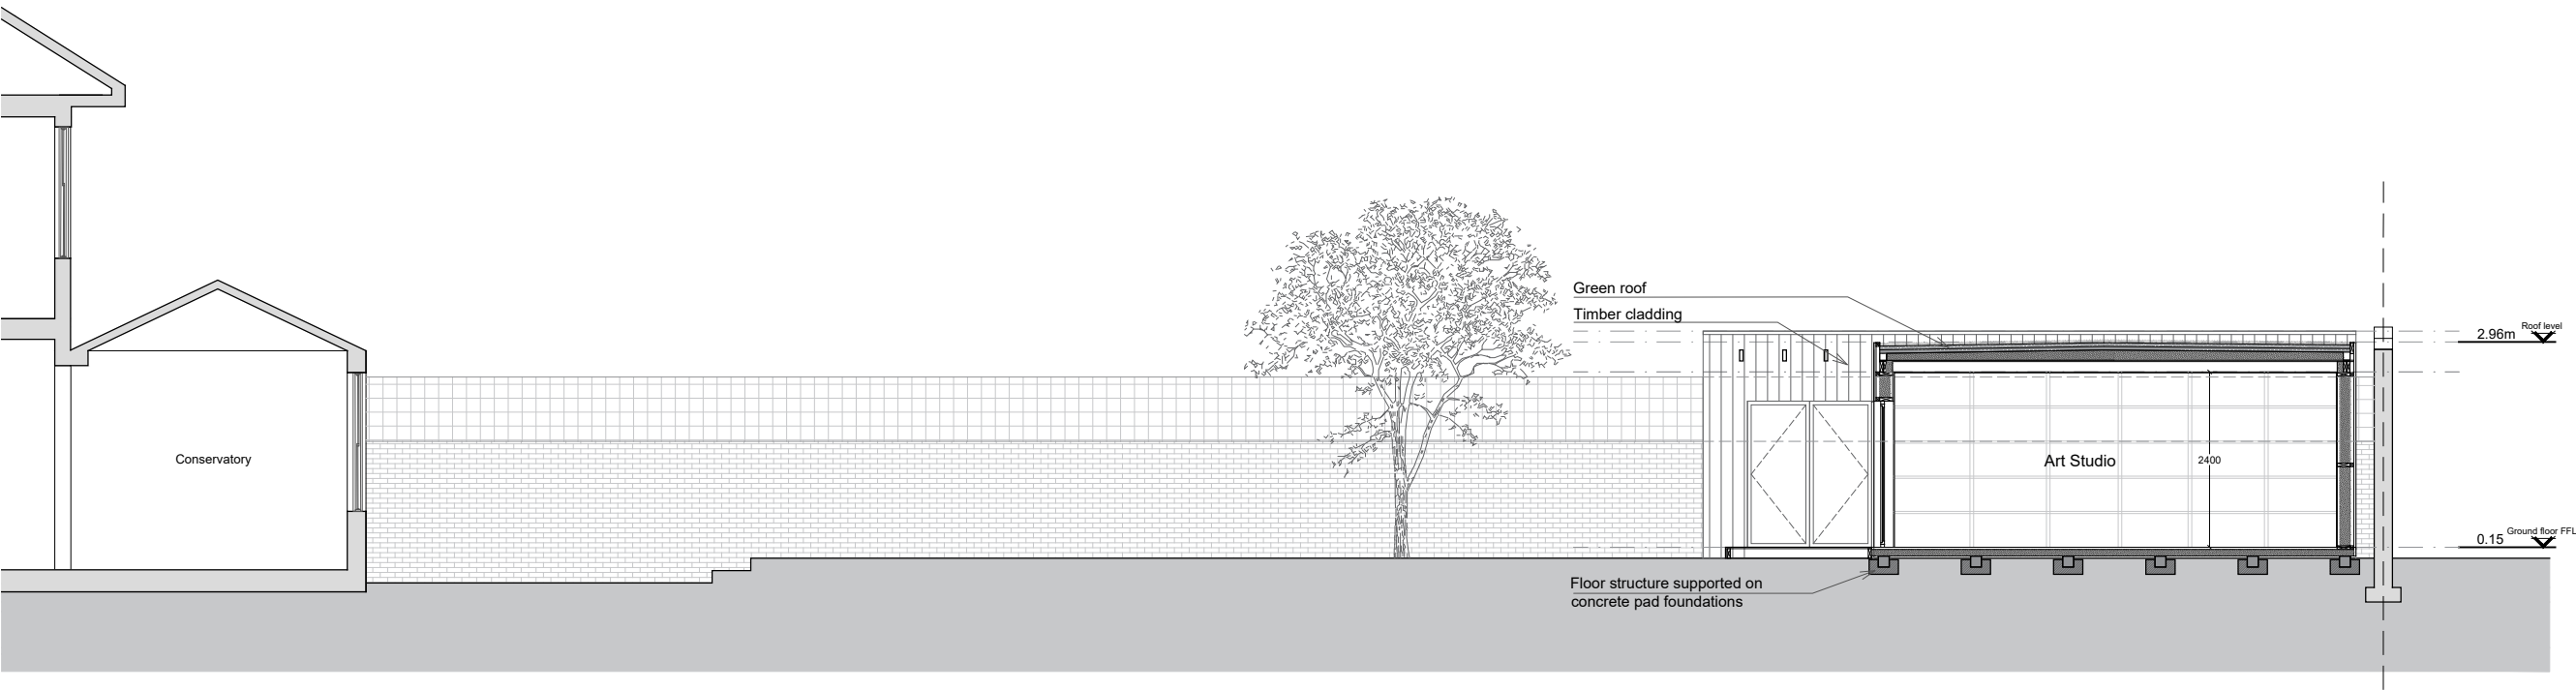 Green roof
Timber cladding
Roof level
2.96m
Conservatory
Art Studio
2400
Ground floor FFL
0.15
Floor structure supported on
concrete pad foundations